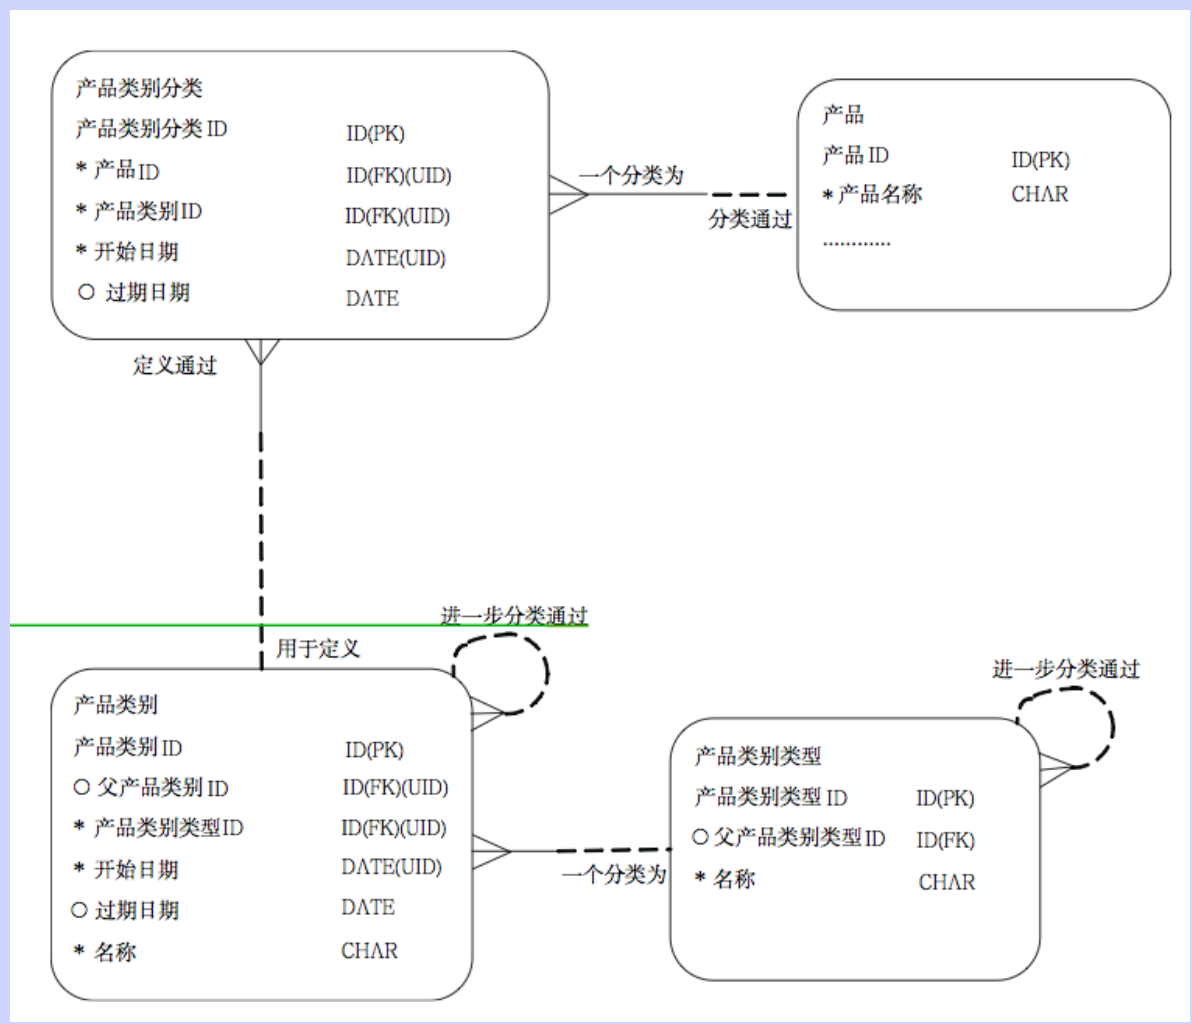 产品类别分类
产品类别分类 ID ID(PK)
* 产品 ID ID(FK)(UID)
* 产品类别 ID ID(FK)(UID)
* 开始日期 DATE(UID)
○ 过期日期 DATE
一个分类为
分类通过
产品
产品 ID ID(PK)
* 产品名称 CHAR
............
定义通过
用于定义
进一步分类通过
产品类别
产品类别 ID ID(PK)
○ 父产品类别 ID ID(FK)(UID)
* 产品类别类型 ID ID(FK)(UID)
* 开始日期 DATE(UID)
○ 过期日期 DATE
* 名称 CHAR
一个分类为
进一步分类通过
产品类别类型
产品类别类型 ID ID(PK)
○ 父产品类别类型 ID ID(FK)
* 名称 CHAR